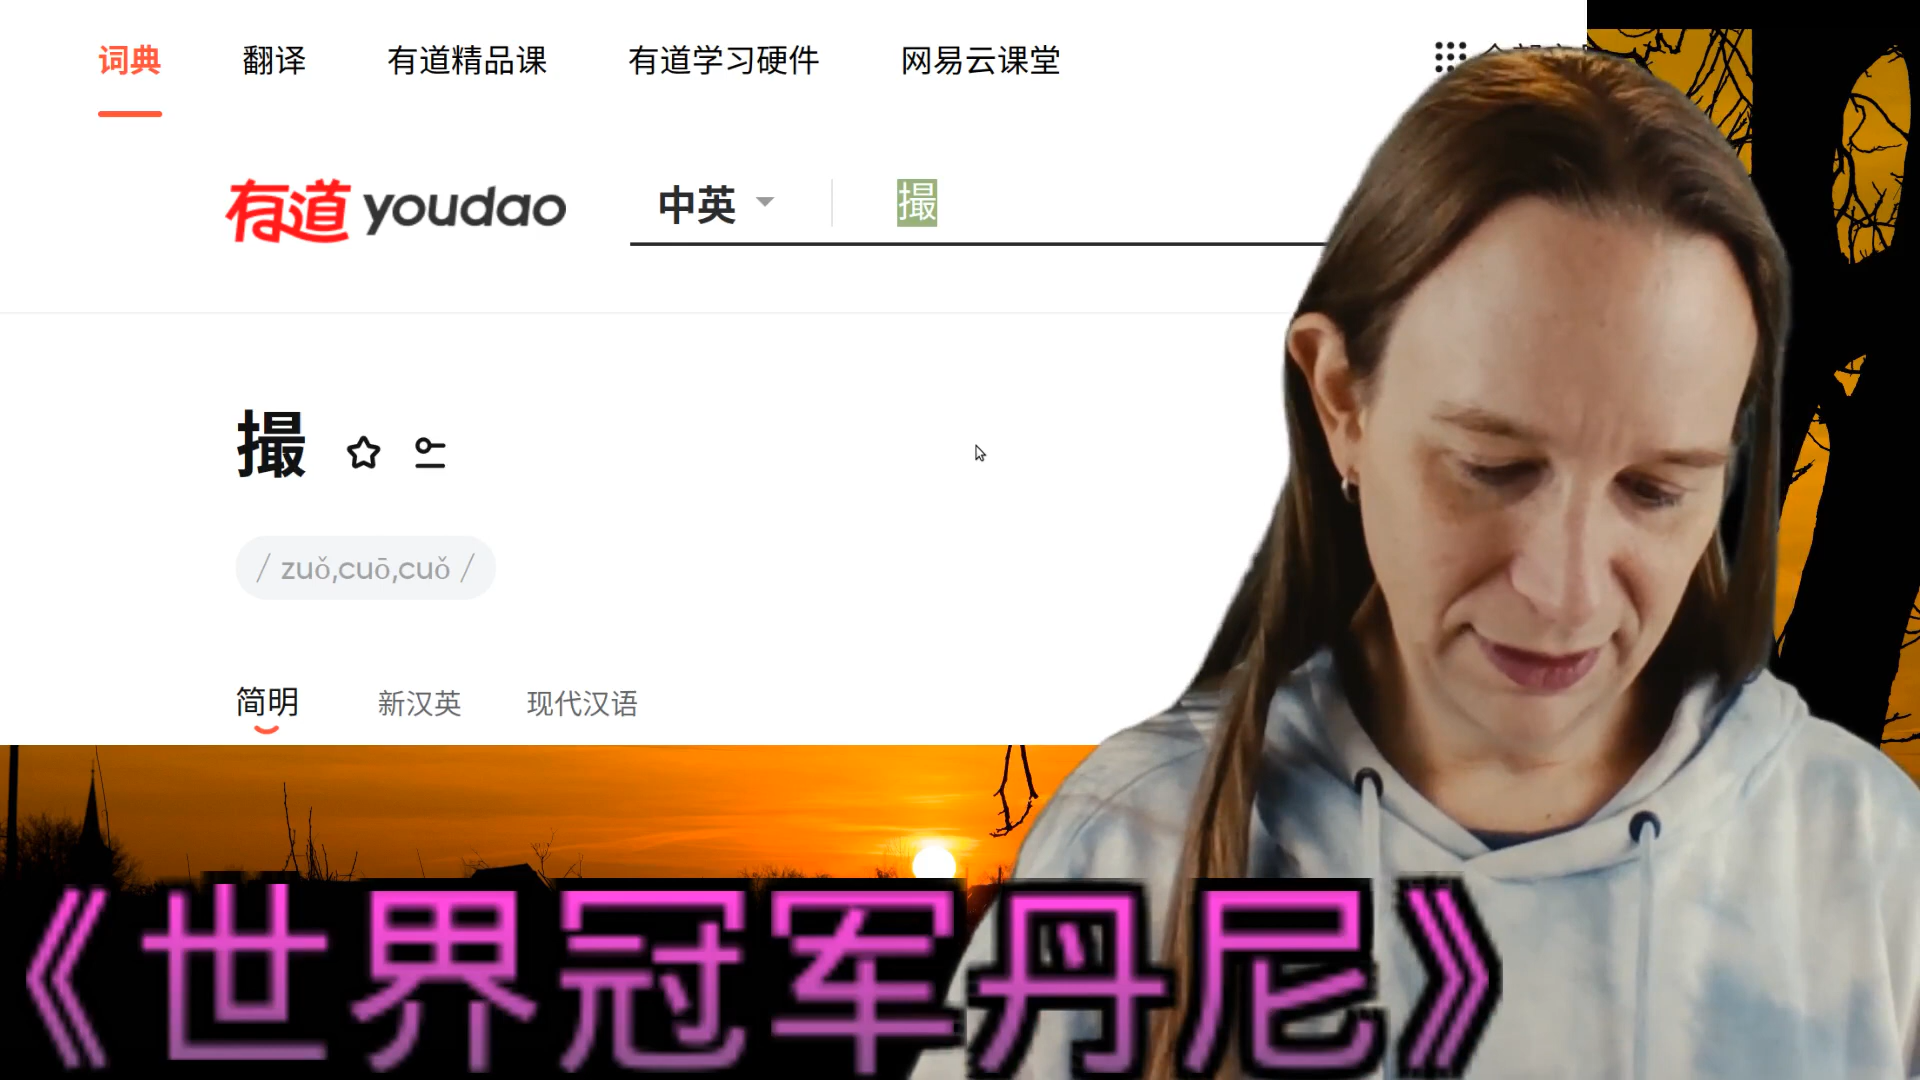 词典 翻译 有道精品课 有道学习硬件 网易云课堂
有道 youdao 中英 撮
撮
/ zuǒ,cuō,cuǒ /
简明 新汉英 现代汉语
《世界冠军丹尼》